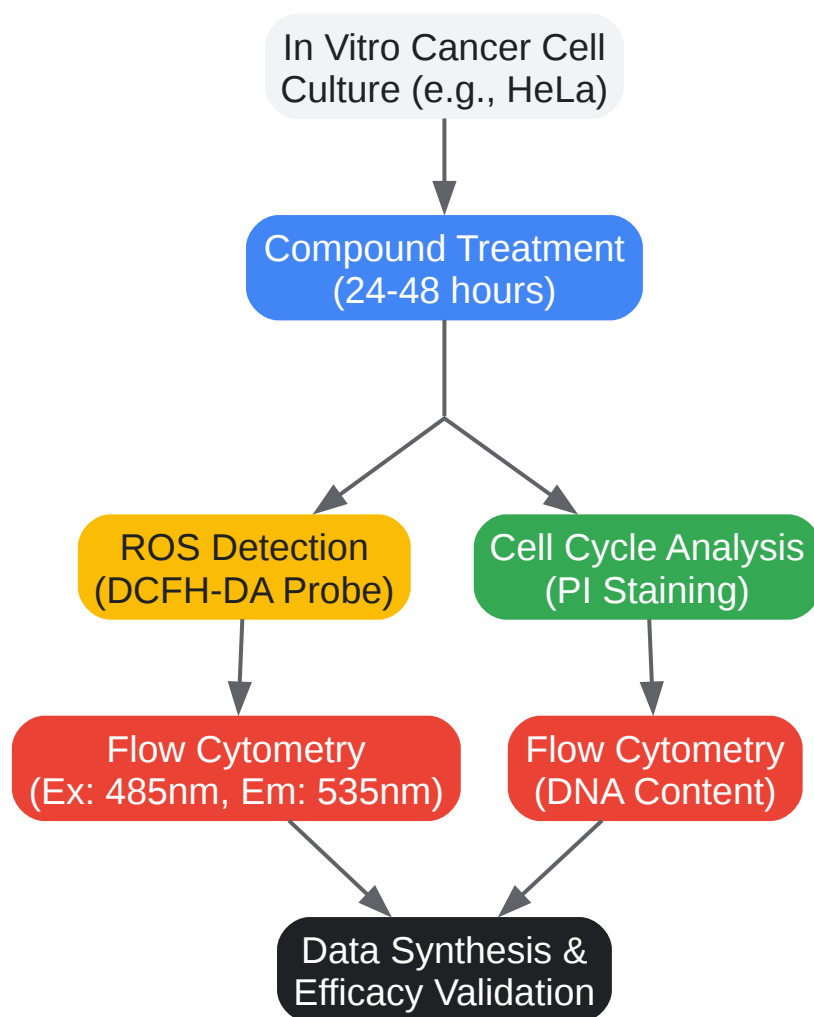 In Vitro Cancer Cell
Culture (e.g., HeLa)
Compound Treatment
(24-48 hours)
ROS Detection
(DCFH-DA Probe)
Cell Cycle Analysis
(PI Staining)
Flow Cytometry
(Ex: 485nm, Em: 535nm)
Flow Cytometry
(DNA Content)
Data Synthesis &
Efficacy Validation